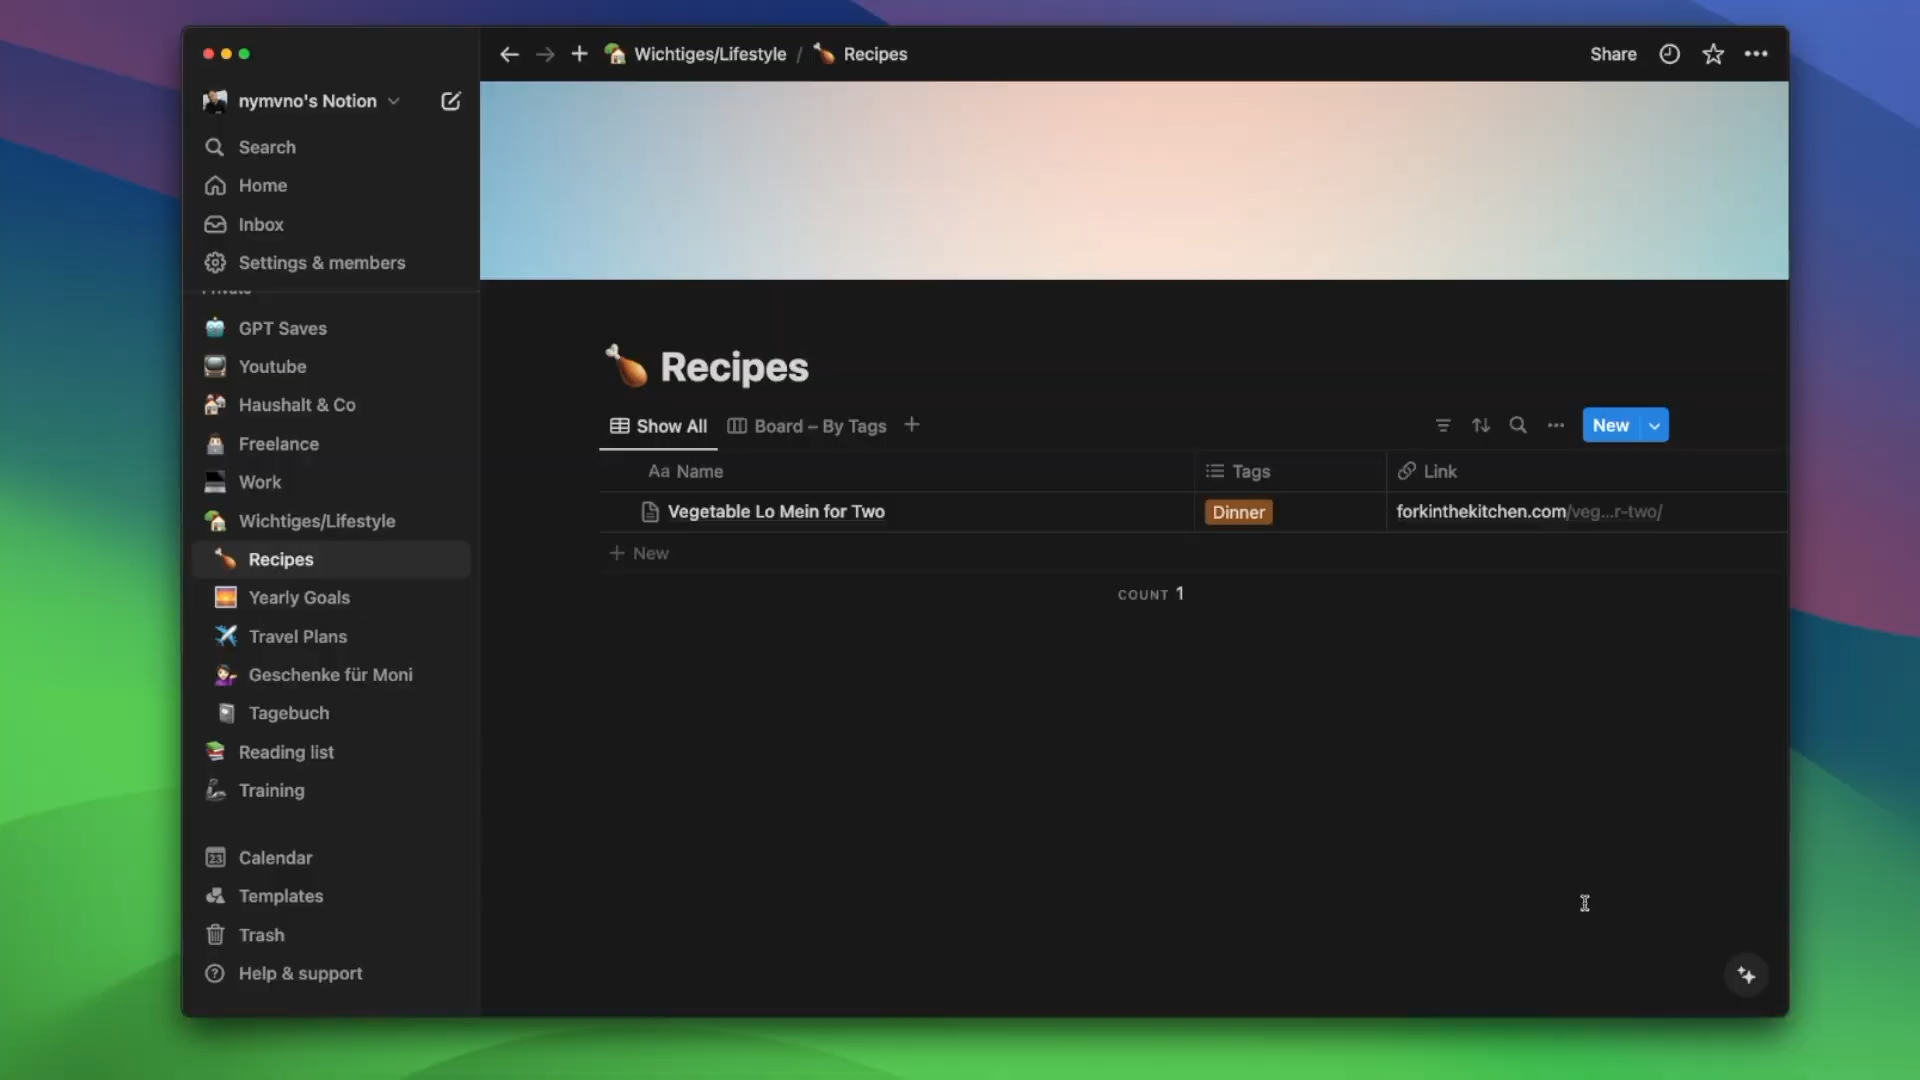 Wichtiges/Lifestyle / Recipes
Share
nymvno's Notion
Search
Home
Inbox
Settings & members
GPT Saves
Youtube
Haushalt & Co
Freelance
Work
Wichtiges/Lifestyle
Recipes
Yearly Goals
Travel Plans
Geschenke für Moni
Tagebuch
Reading list
Training
23 Calendar
Templates
Trash
Help & support
Recipes
Show All Board – By Tags
New
Aa Name Tags Link
Vegetable Lo Mein for Two Dinner forkinthekitchen.com/veg...r-two/
+ New
COUNT 1